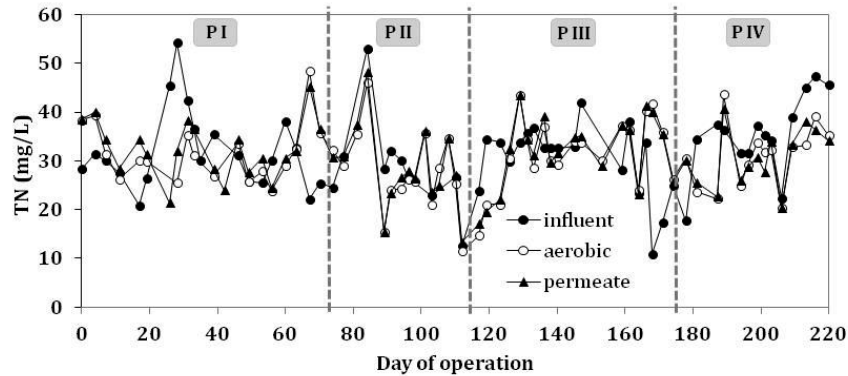 60
P I
P II
P III
P IV
50
40
30
20
10
0
TN (mg/L)
influent
aerobic
permeate
0 20 40 60 80 100 120 140 160 180 200 220
Day of operation